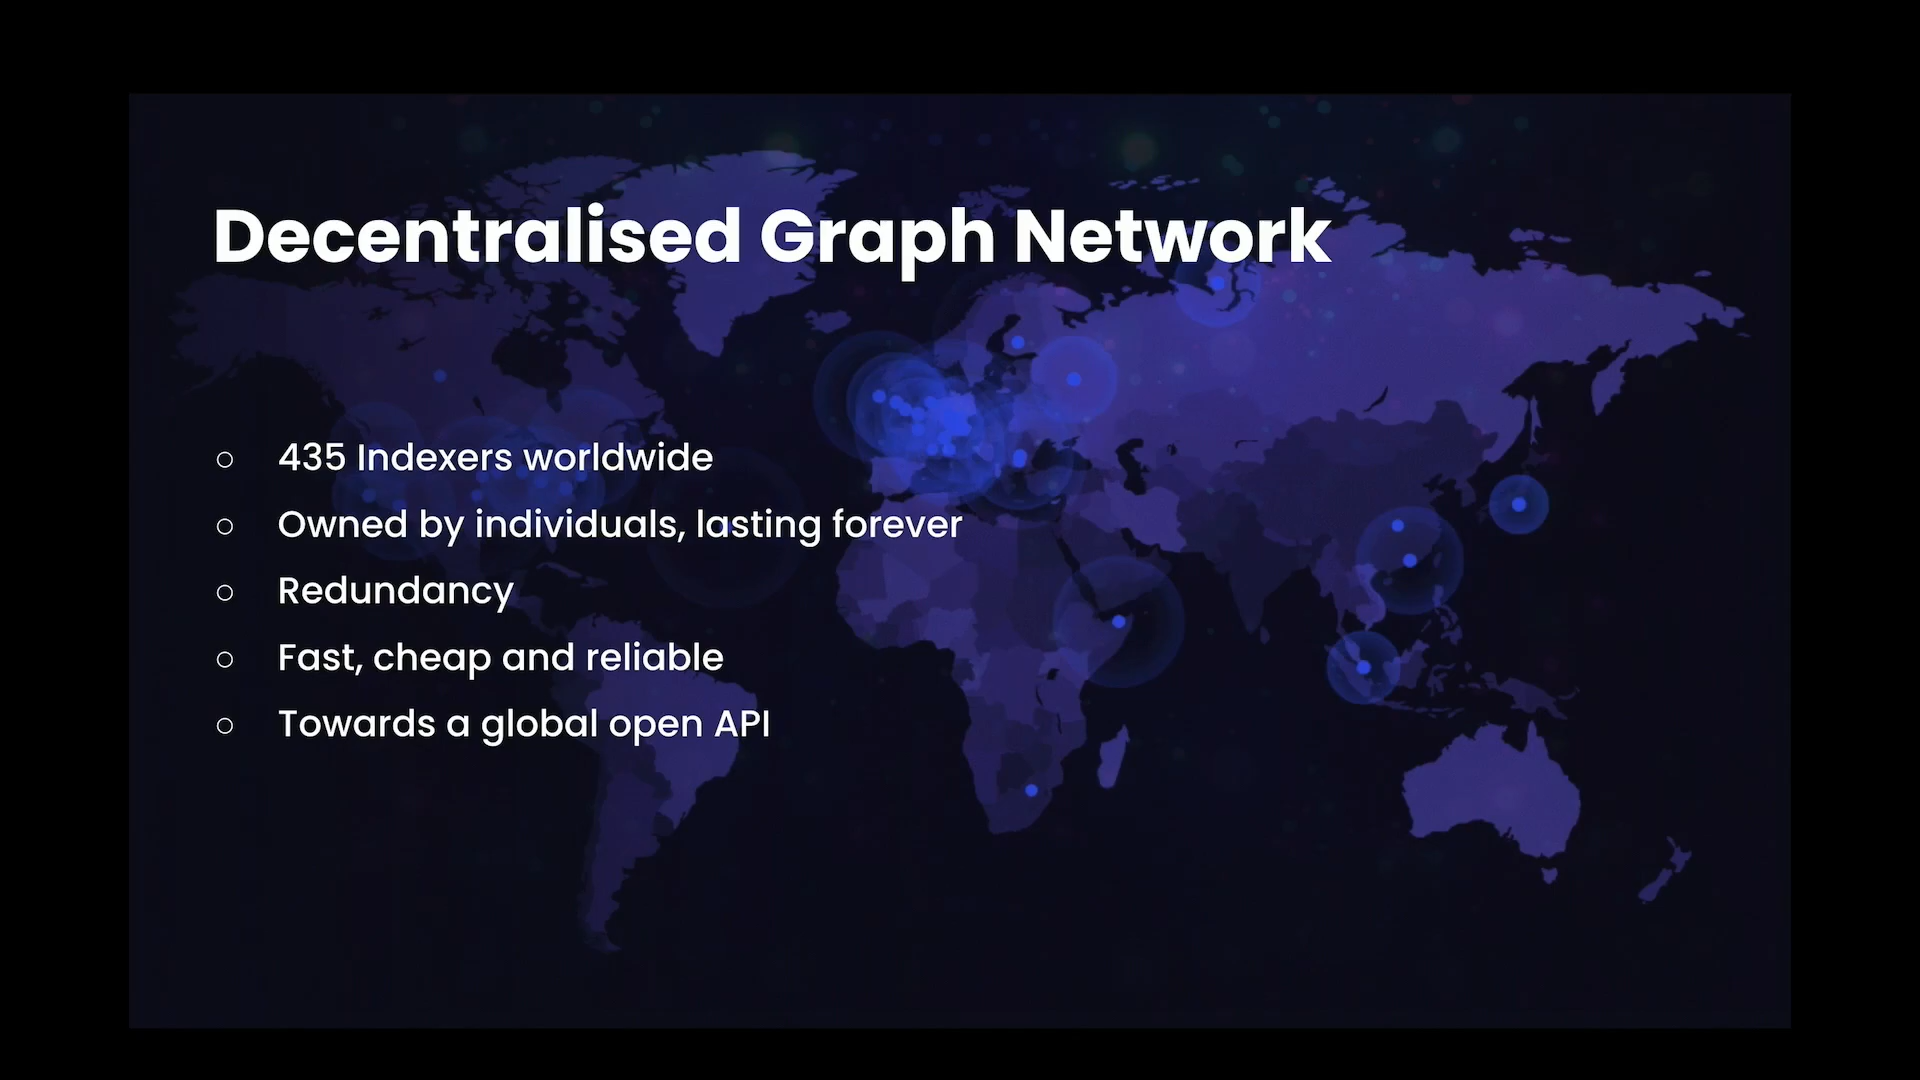 Decentralised Graph Network
○ 435 Indexers worldwide
○ Owned by individuals, lasting forever
○ Redundancy
○ Fast, cheap and reliable
○ Towards a global open API